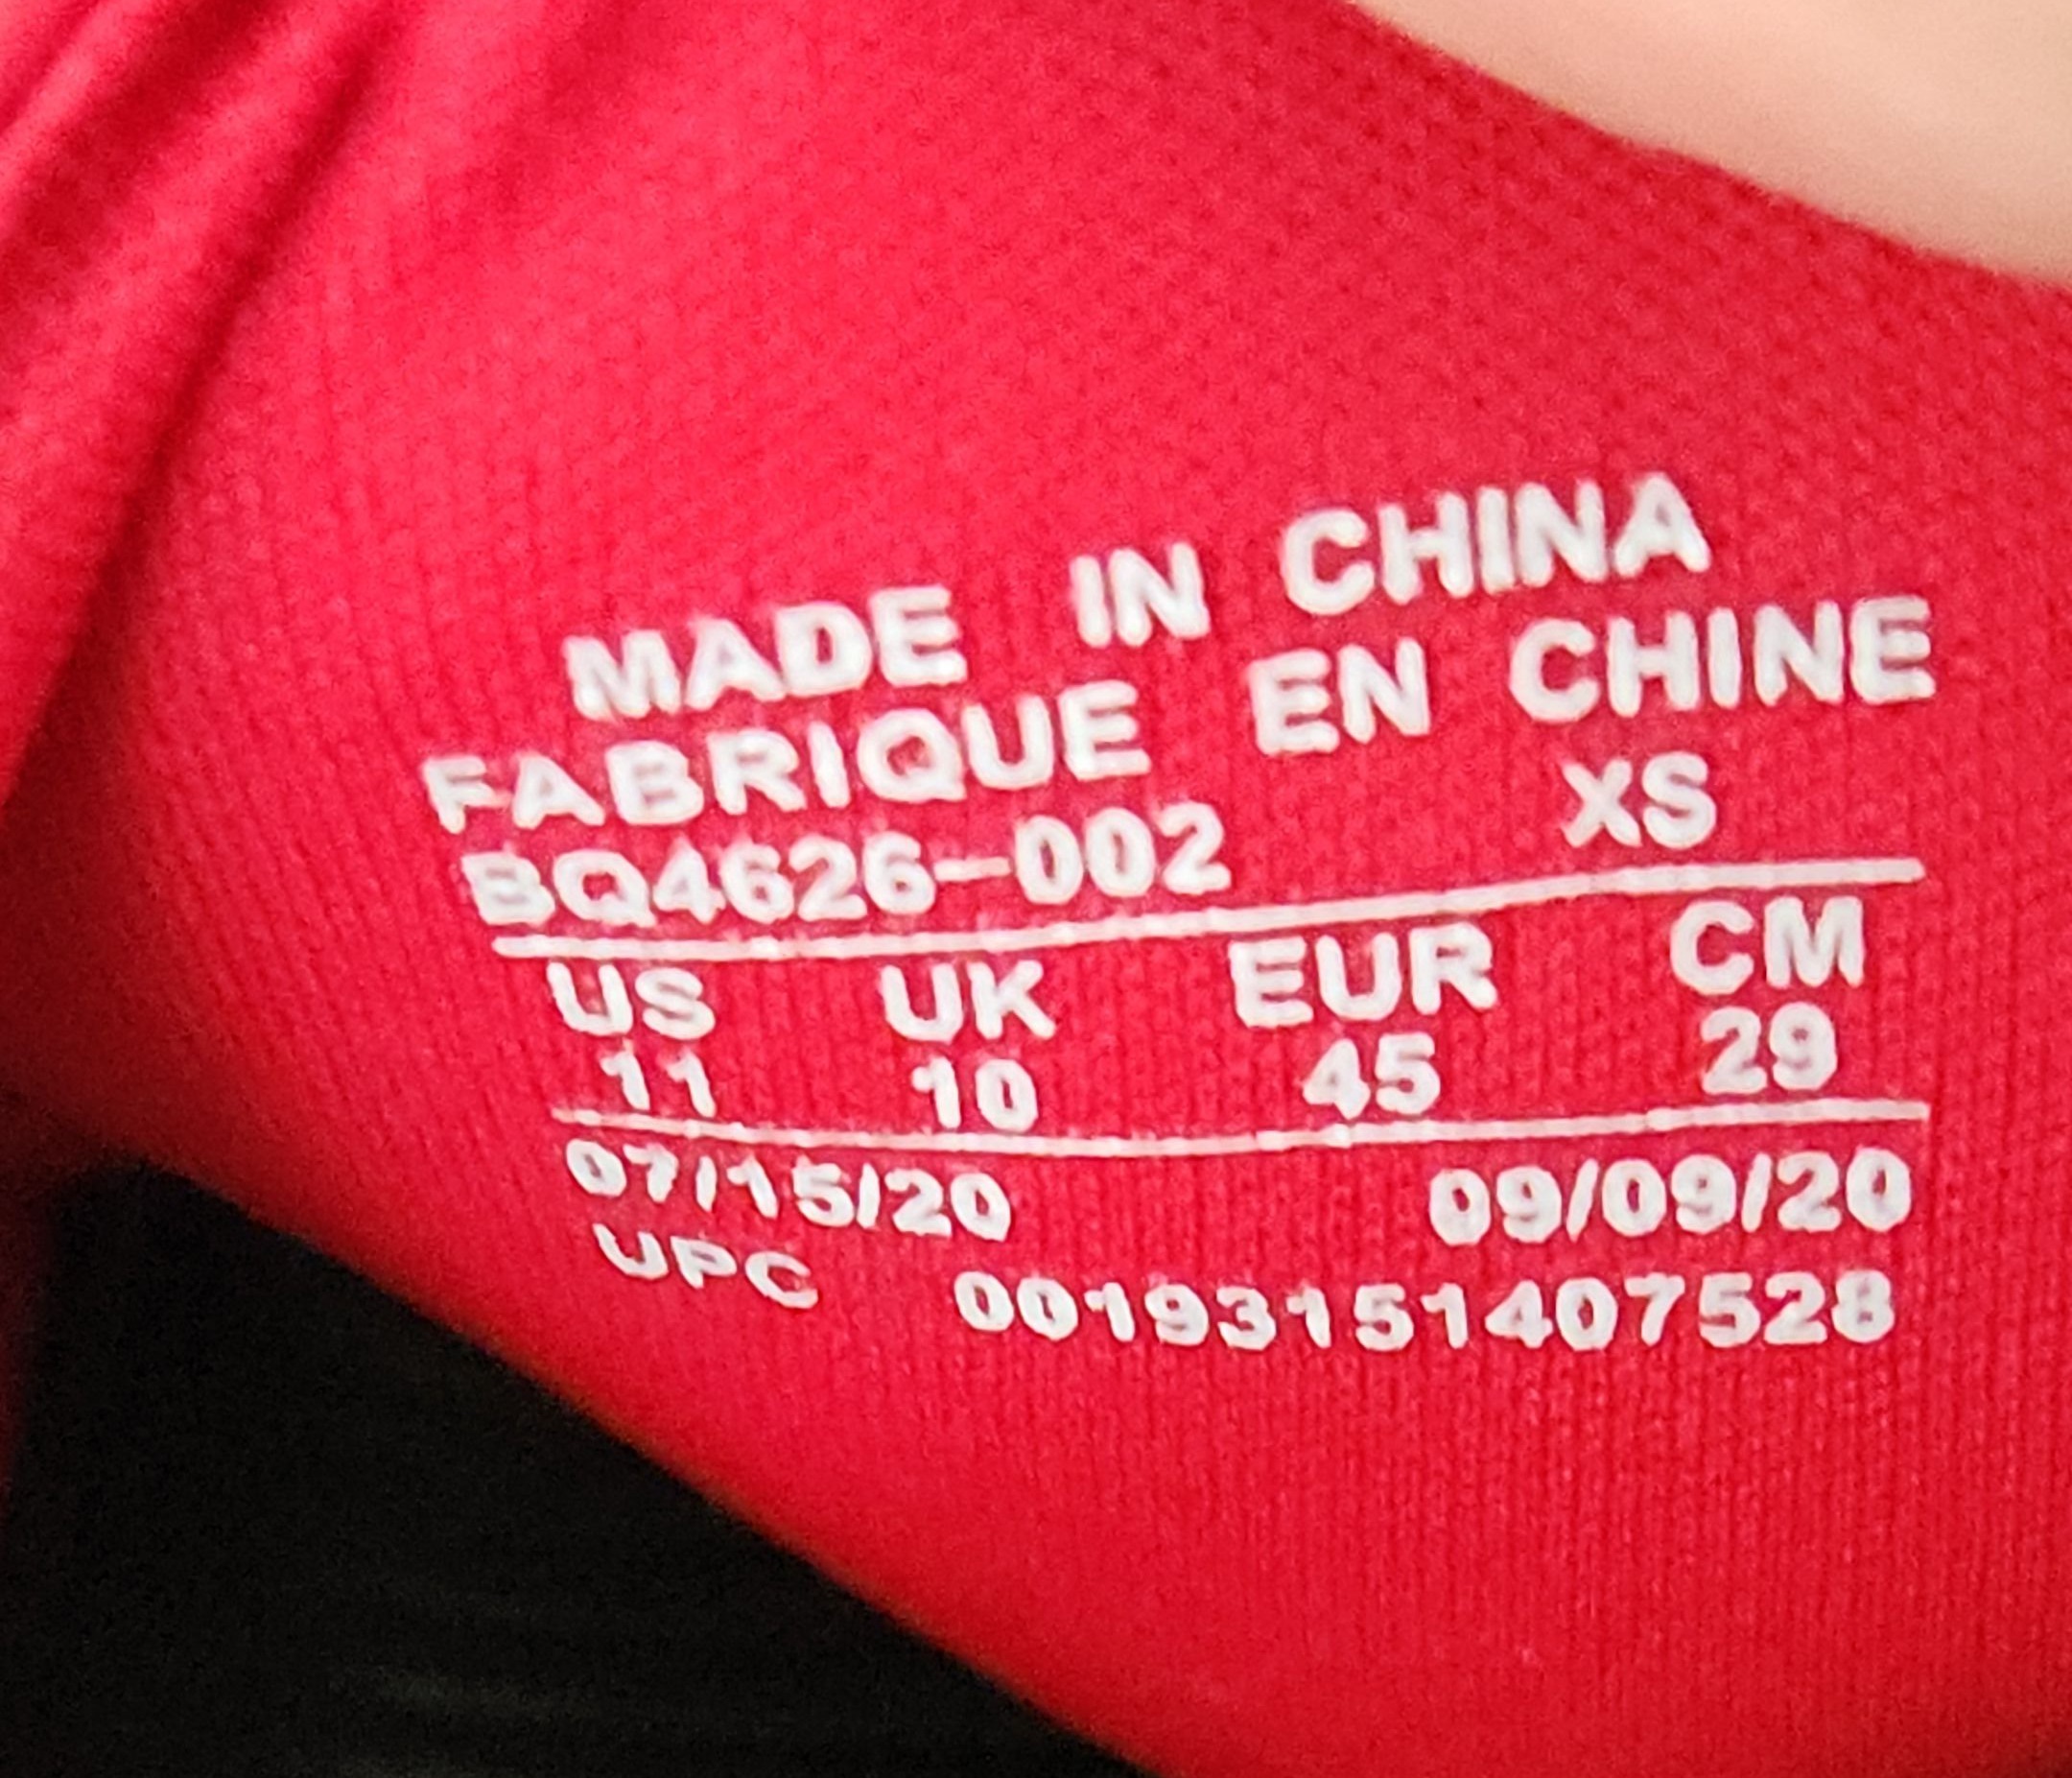 MADE IN CHINA
FABRIQUE EN CHINE
BQ4626-002 XS
US UK EUR CM
11 10 45 29
07/15/20 09/09/20
UPC 00193151407528